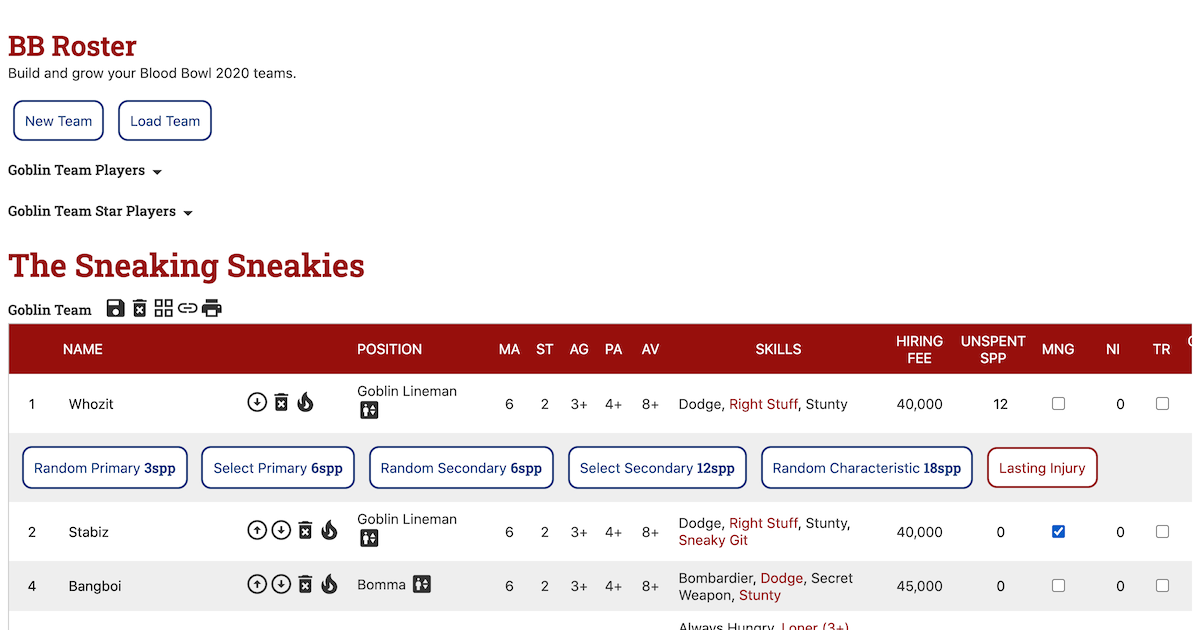 BB Roster
Build and grow your Blood Bowl 2020 teams.
New Team Load Team
Goblin Team Players
Goblin Team Star Players
The Sneaking Sneakies
Goblin Team
NAME POSITION MA ST AG PA AV SKILLS HIRING FEE UNSPENT SPP MNG NI TR
1 Whozit Goblin Lineman 6 2 3+ 4+ 8+ Dodge, Right Stuff, Stunty 40,000 12 0
Random Primary 3spp Select Primary 6spp Random Secondary 6spp Select Secondary 12spp Random Characteristic 18spp Lasting Injury
2 Stabiz Goblin Lineman 6 2 3+ 4+ 8+ Dodge, Right Stuff, Stunty, Sneaky Git 40,000 0 0
4 Bangboi Bomma 6 2 3+ 4+ 8+ Bombardier, Dodge, Secret Weapon, Stunty 45,000 0 0
Always Hungry, Loner (3+)